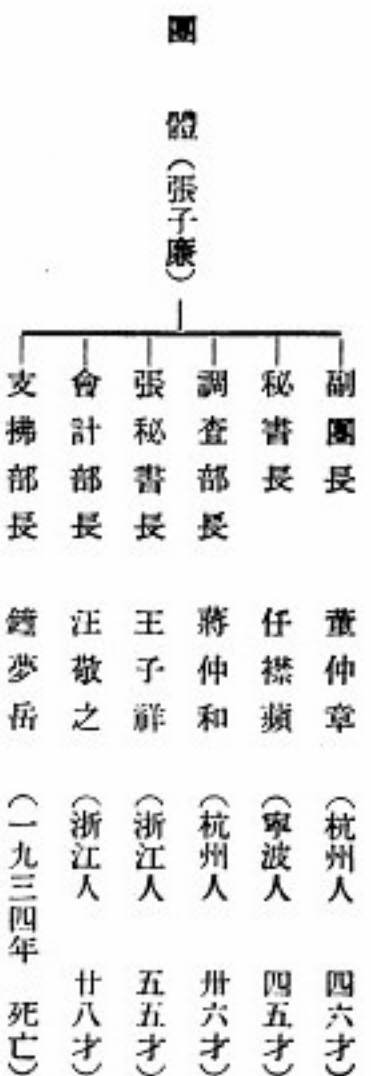 團體(張子廉)
副團長 董仲章 (杭州人 四六才)
秘書長 任襟蘋 (寧波人 四五才)
調查部長 蔣仲和 (杭州人 卅六才)
張秘書長 王子祥 (浙江人 五五才)
會計部長 汪敬之 (浙江人 廿八才)
支拂部長 鐘夢岳 (一九三四年 死亡)